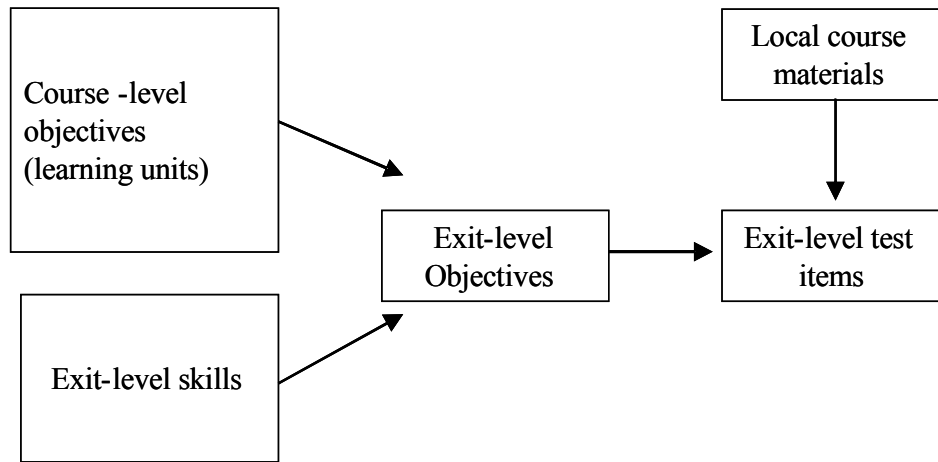 Course -level
objectives
(learning units)
Exit-level skills
Exit-level
Objectives
Local course
materials
Exit-level test
items